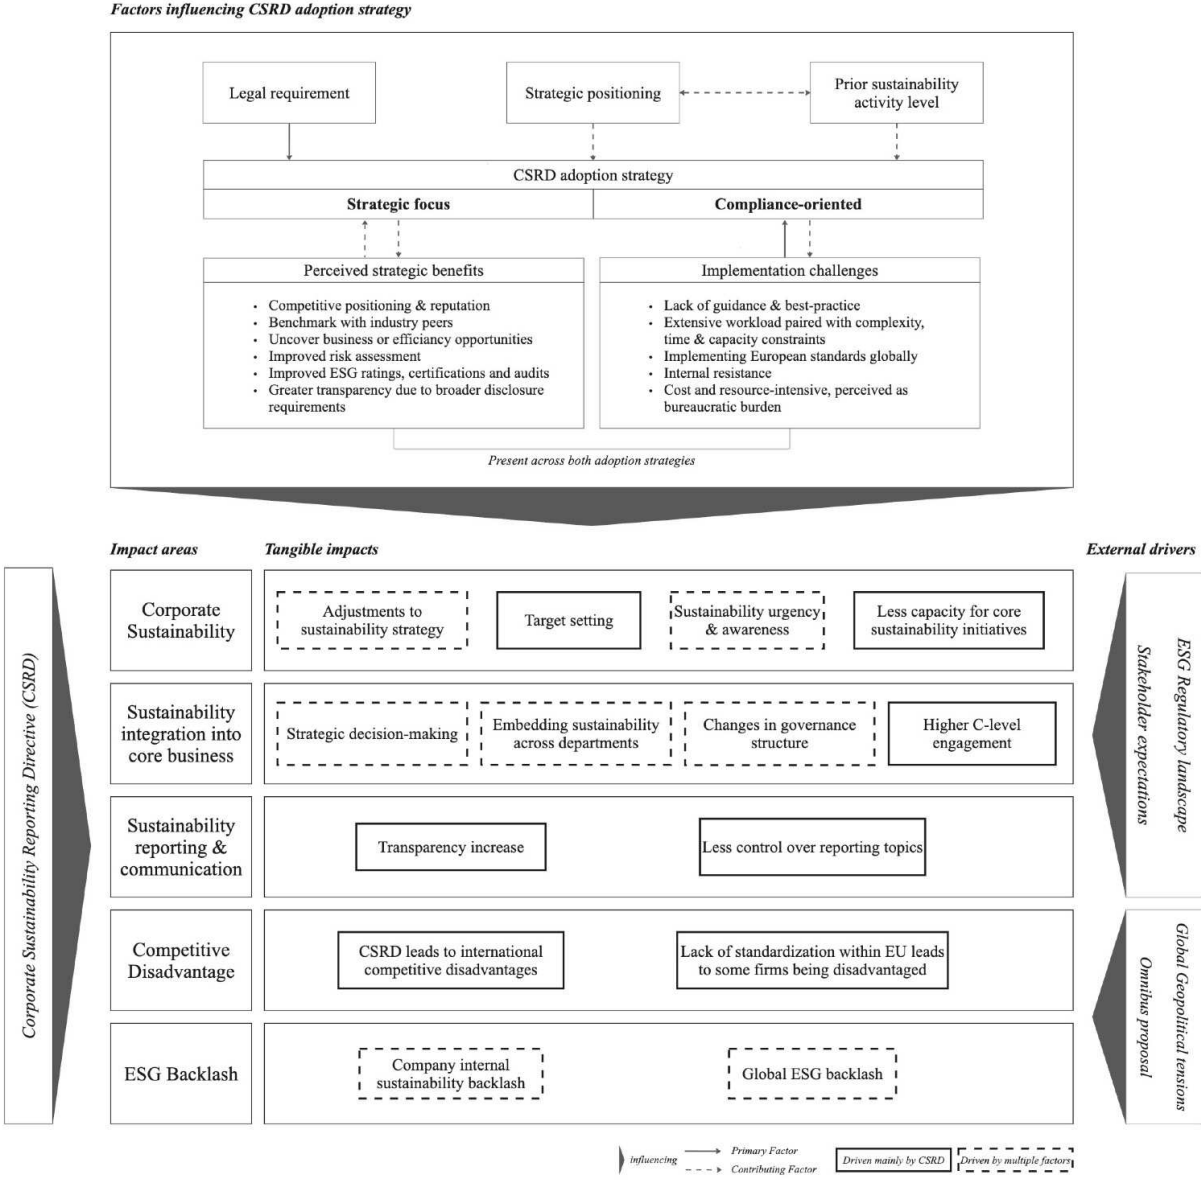 Factors influencing CSRD adoption strategy
Legal requirement
Strategic positioning
Prior sustainability
activity level
CSRD adoption strategy
Strategic focus
Compliance-oriented
Perceived strategic benefits
• Competitive positioning & reputation
• Benchmark with industry peers
• Uncover business or efficiancy opportunities
• Improved risk assessment
• Improved ESG ratings, certifications and audits
• Greater transparency due to broader disclosure
requirements
Implementation challenges
• Lack of guidance & best-practice
• Extensive workload paired with complexity,
time & capacity constraints
• Implementing European standards globally
• Internal resistance
• Cost and resource-intensive, perceived as
bureaucratic burden
Present across both adoption strategies
Impact areas
Tangible impacts
External drivers
Corporate Sustainability Reporting Directive (CSRD)
Corporate
Sustainability
Adjustments to
sustainability strategy
Target setting
Sustainability urgency
& awareness
Less capacity for core
sustainability initiatives
Sustainability
integration into
core business
Strategic decision-making
Embedding sustainability
across departments
Changes in governance
structure
Higher C-level
engagement
Sustainability
reporting &
communication
Transparency increase
Less control over reporting topics
ESG Regulatory landscape
Stakeholder expectations
Competitive
Disadvantage
CSRD leads to international
competitive disadvantages
Lack of standardization within EU leads
to some firms being disadvantaged
ESG Backlash
Company internal
sustainability backlash
Global ESG backlash
Global Geopolitical tensions
Omnibus proposal
influencing
Primary Factor
Contributing Factor
Driven mainly by CSRD
Driven by multiple factors